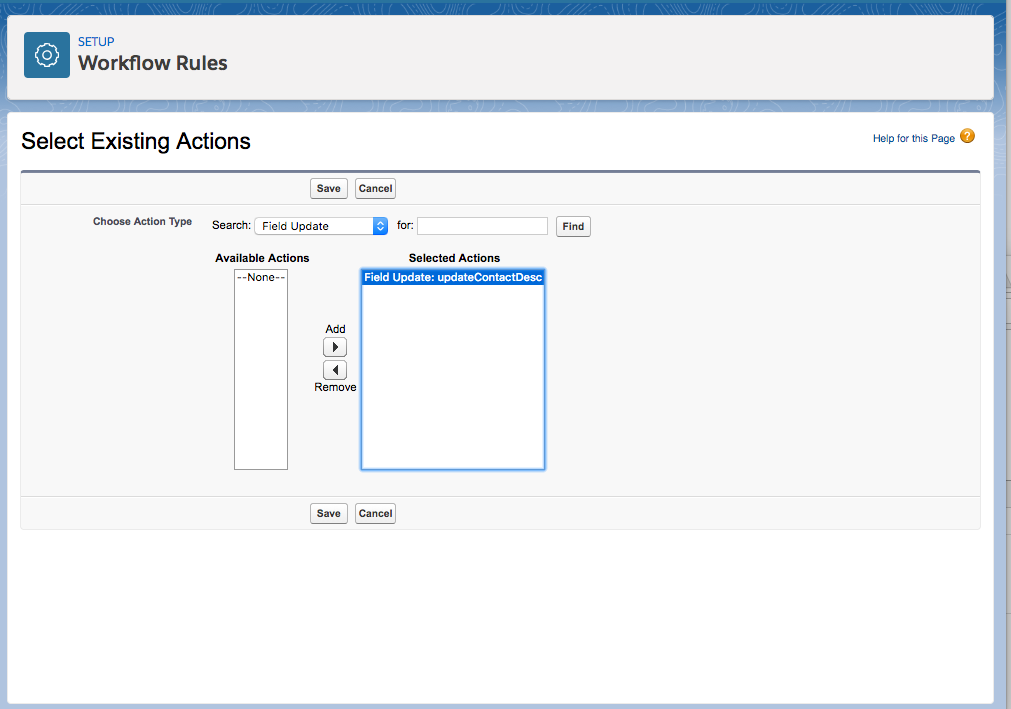 SETUP
Workflow Rules
Select Existing Actions
Help for this Page ?
Save Cancel
Choose Action Type Search: Field Update for: Find
Available Actions Selected Actions
--None-- Field Update: updateContactDesc
Add
Remove
Save Cancel